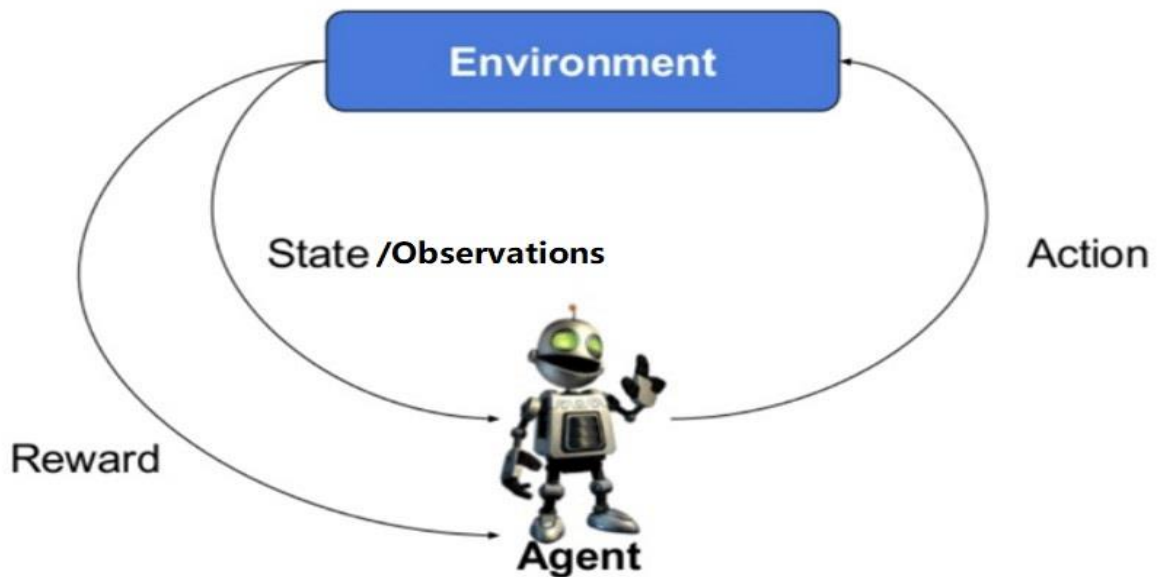 Environment
State /Observations
Action
Reward
Agent